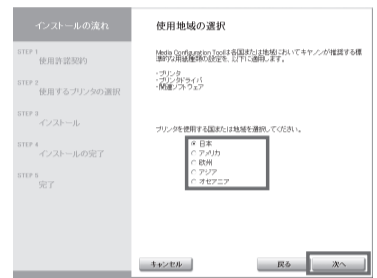 インストールの流れ
STEP 1
使用許諾契約
STEP 2
使用するプリンタの選択
STEP 3
インストール
STEP 4
インストールの完了
STEP 5
完了
使用地域の選択
Media Configuration Toolは各国または地域においてキヤノンが推奨する標
準的な用紙種類の設定を、以下に適用します。
・プリンタ
・プリンタドライバ
・関連ソフトウェア
プリンタを使用する国または地域を選択してください。
日本
アメリカ
欧州
アジア
オセアニア
キャンセル
戻る
次へ